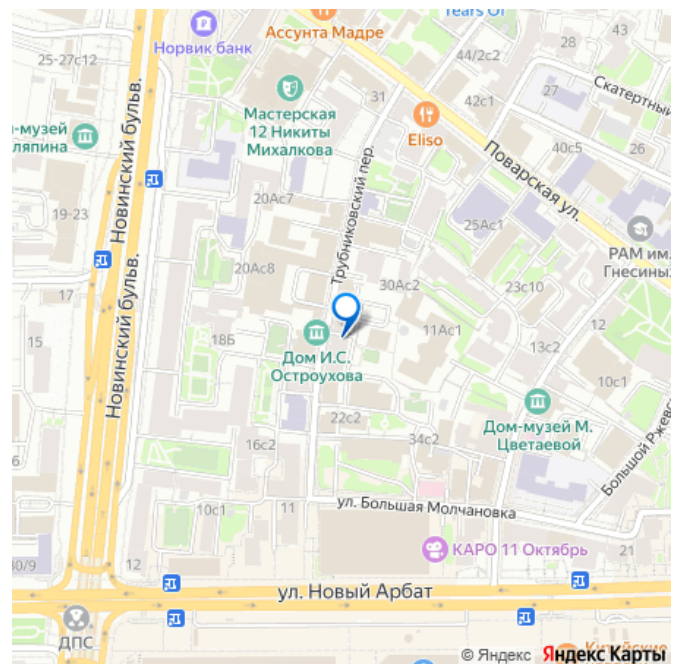 Tears Of
Ассунта Мадре
25-27с12
Норвик банк
28
43
44/2с2
Скатертный
27
42с1
31
Мастерская
12 Никиты
Михалкова
Eliso
м-музей
ляпина
Новинский бульв.
40с5
26
Поварская ул.
Трубниковский пер.
20Ас7
19-23
25Ас1
РАМ им.
Гнесиных
20Ас8
30Ас2
23с10
17
Новинский бульв.
11Ас1
12
15
18Б
Дом И.С.
Остроухова
13с2
10с1
22с2
Дом-музей М.
Цветаевой
34с2
16с2
6
Большой Ржевс
10с1
11
ул. Большая Молчановка
КАРО 11 Октябрь
21
30/9
12
ул. Новый Арбат
ДПС
Китайские
© Яндекс Яндекс Карты